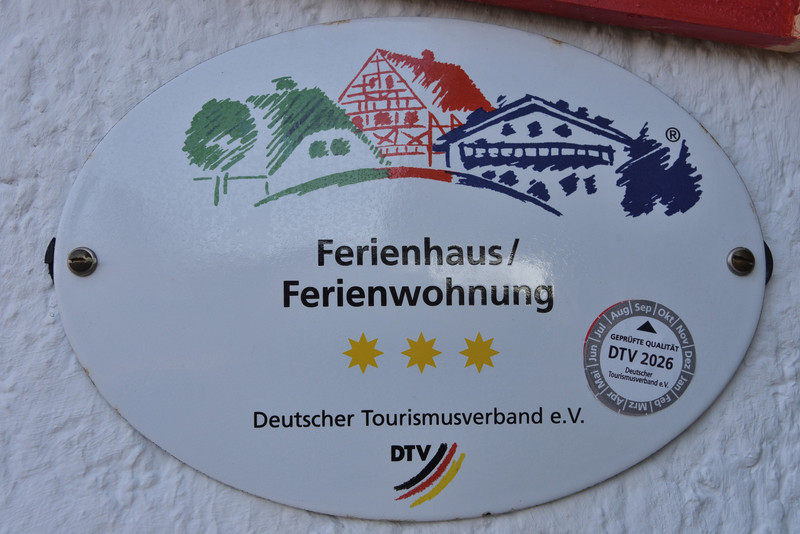 ®
Ferienhaus/
Ferienwohnung
Deutscher Tourismusverband e.V.
DTV
Jan Feb Mrz Apr Mai Jun Jul Aug Sep Okt Nov Dez
GEPRÜFTE QUALITÄT
DTV 2026
Deutscher
Tourismusverband e.V.